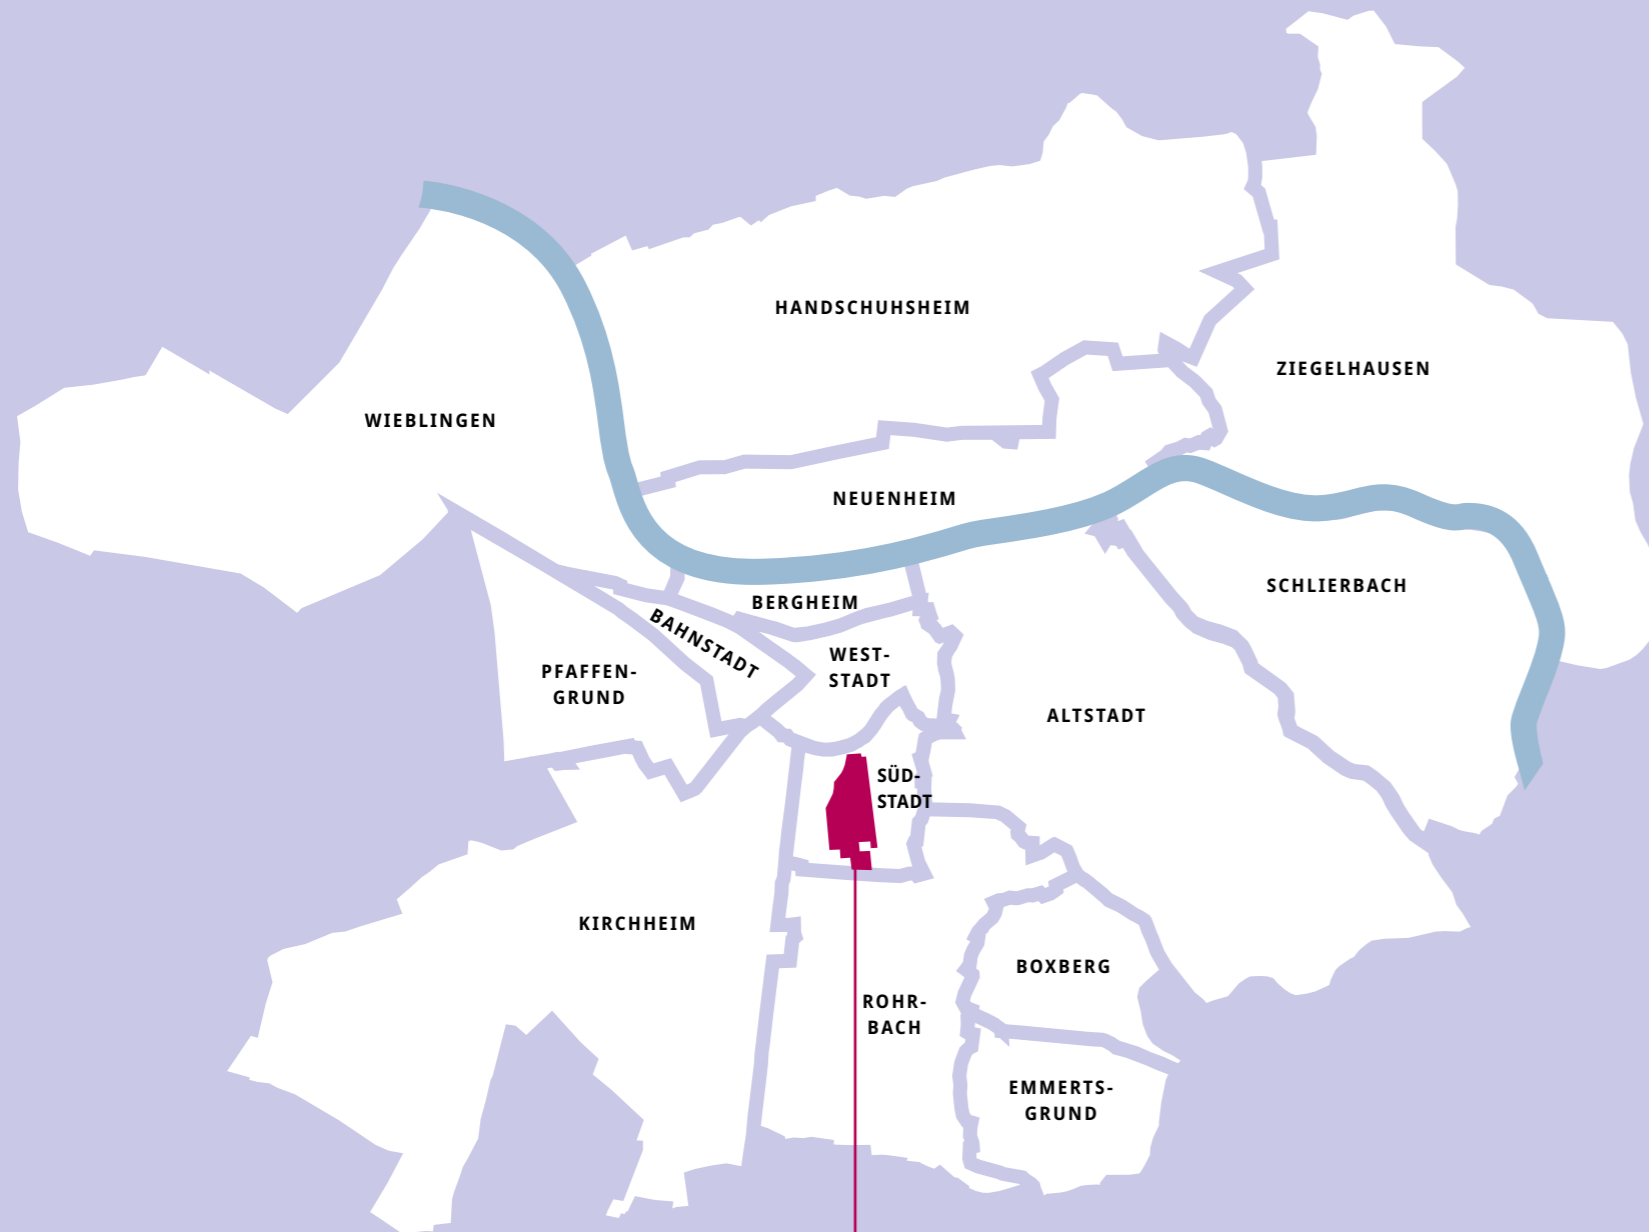 HANDSCHUHSHEIM
ZIEGELHAUSEN
WIEBLINGEN
NEUENHEIM
SCHLIERBACH
BERGHEIM
BAHNSTADT
WEST-
STADT
PFAFFEN-
GRUND
ALTSTADT
SÜD-
STADT
KIRCHHEIM
BOXBERG
ROHR-
BACH
EMMERTS-
GRUND